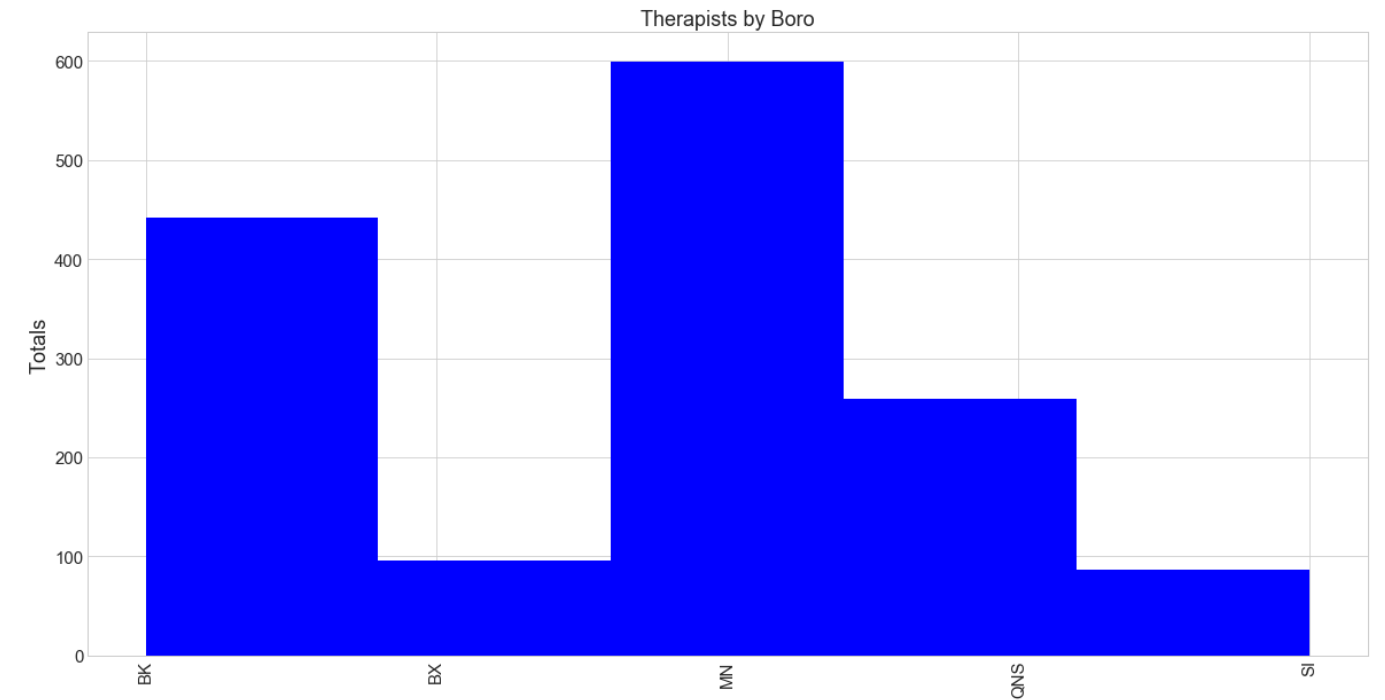 Therapists by Boro
Totals
600
500
400
300
200
100
0
BK
BX
MN
QNS
SI